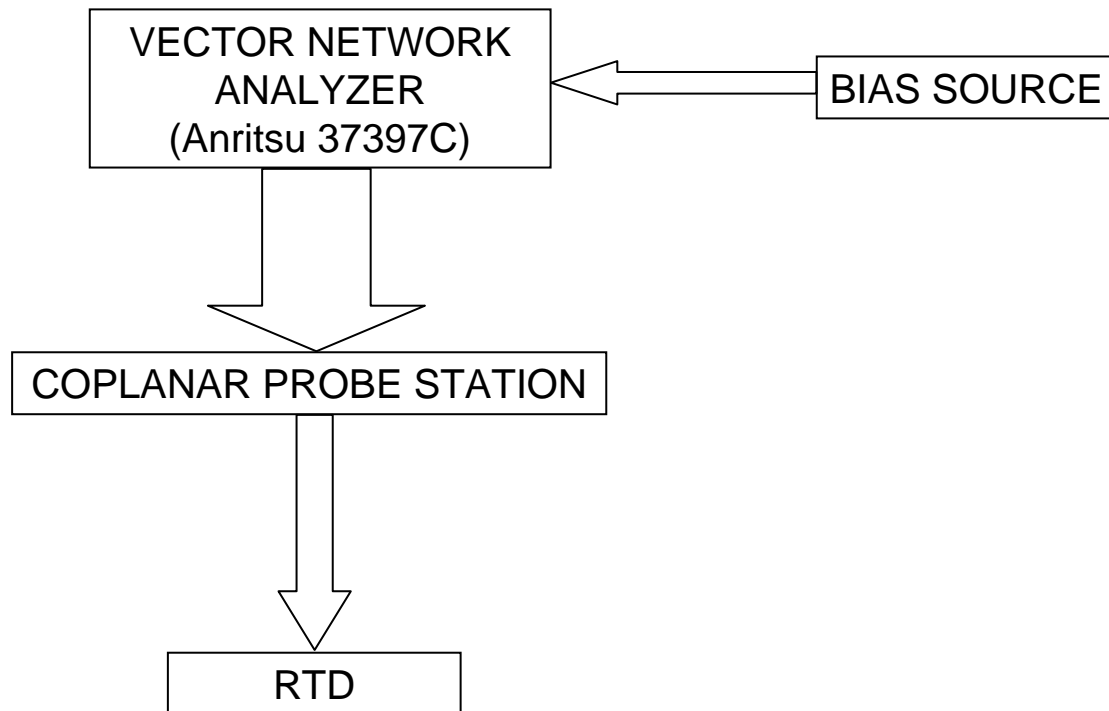 VECTOR NETWORK
ANALYZER
(Anritsu 37397C)
BIAS SOURCE
COPLANAR PROBE STATION
RTD